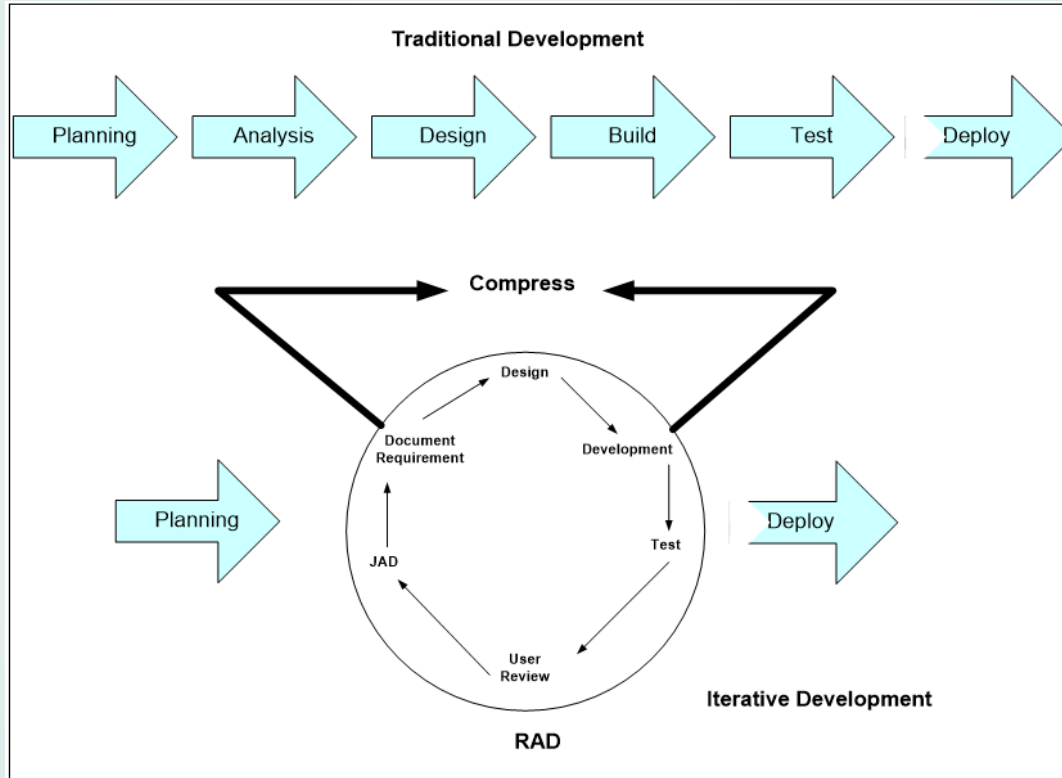 Traditional Development
Planning
Analysis
Design
Build
Test
Deploy
Compress
Design
Document
Requirement
Development
Planning
Deploy
Test
JAD
User
Review
Iterative Development
RAD